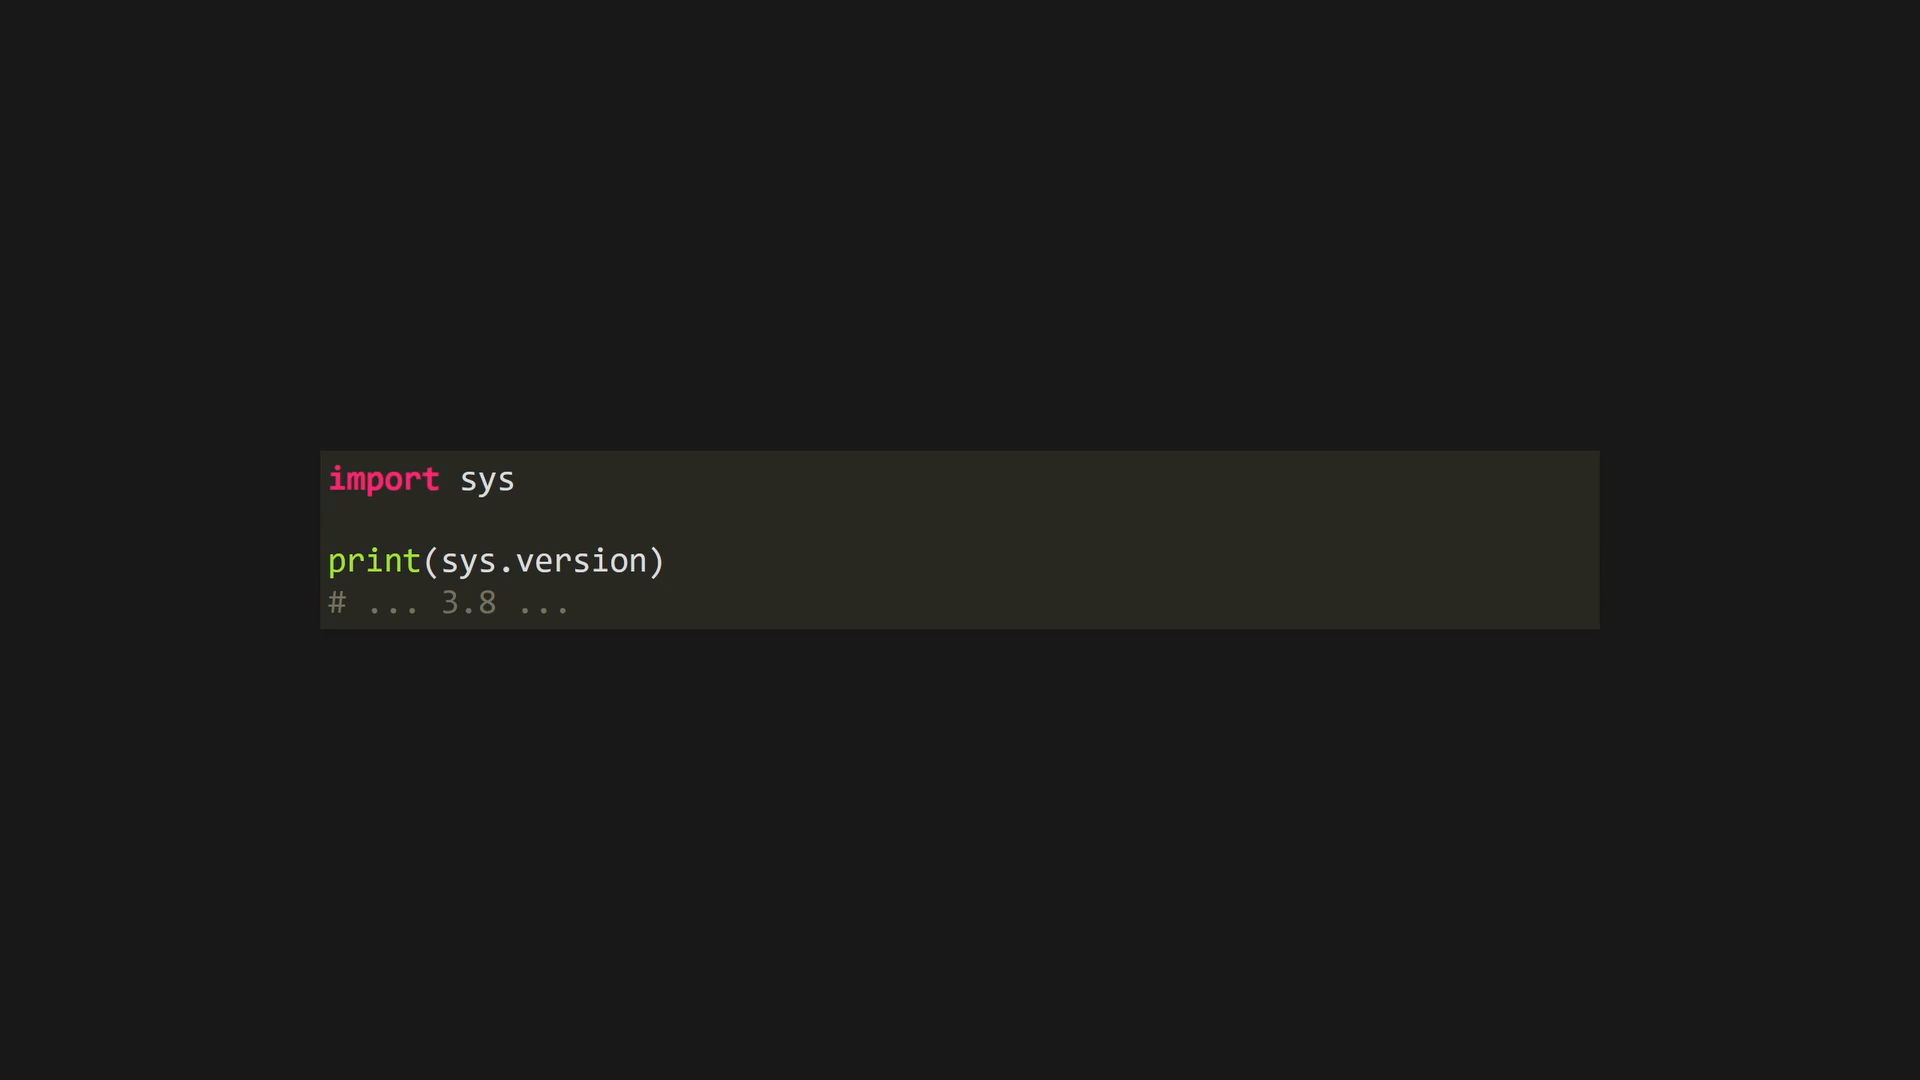 import sys
print(sys.version)
# ... 3.8 ...